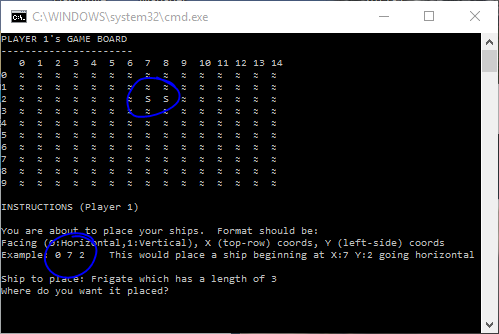 C:\WINDOWS\system32\cmd.exe
PLAYER 1's GAME BOARD
----------------------
0 1 2 3 4 5 6 7 8 9 10 11 12 13 14
0 ≈ ≈ ≈ ≈ ≈ ≈ ≈ ≈ ≈ ≈ ≈ ≈ ≈ ≈ ≈
1 ≈ ≈ ≈ ≈ ≈ ≈ ≈ ≈ ≈ ≈ ≈ ≈ ≈ ≈ ≈
2 ≈ ≈ ≈ ≈ ≈ ≈ ≈ S S ≈ ≈ ≈ ≈ ≈ ≈
3 ≈ ≈ ≈ ≈ ≈ ≈ ≈ ≈ ≈ ≈ ≈ ≈ ≈ ≈ ≈
4 ≈ ≈ ≈ ≈ ≈ ≈ ≈ ≈ ≈ ≈ ≈ ≈ ≈ ≈ ≈
5 ≈ ≈ ≈ ≈ ≈ ≈ ≈ ≈ ≈ ≈ ≈ ≈ ≈ ≈ ≈
6 ≈ ≈ ≈ ≈ ≈ ≈ ≈ ≈ ≈ ≈ ≈ ≈ ≈ ≈ ≈
7 ≈ ≈ ≈ ≈ ≈ ≈ ≈ ≈ ≈ ≈ ≈ ≈ ≈ ≈ ≈
8 ≈ ≈ ≈ ≈ ≈ ≈ ≈ ≈ ≈ ≈ ≈ ≈ ≈ ≈ ≈
9 ≈ ≈ ≈ ≈ ≈ ≈ ≈ ≈ ≈ ≈ ≈ ≈ ≈ ≈ ≈
INSTRUCTIONS (Player 1)
You are about to place your ships.  Format should be:
Facing (0:Horizontal,1:Vertical), X (top-row) coords, Y (left-side) coords
Example: 0 7 2   This would place a ship beginning at X:7 Y:2 going horizontal
Ship to place: Frigate which has a length of 3
Where do you want it placed?